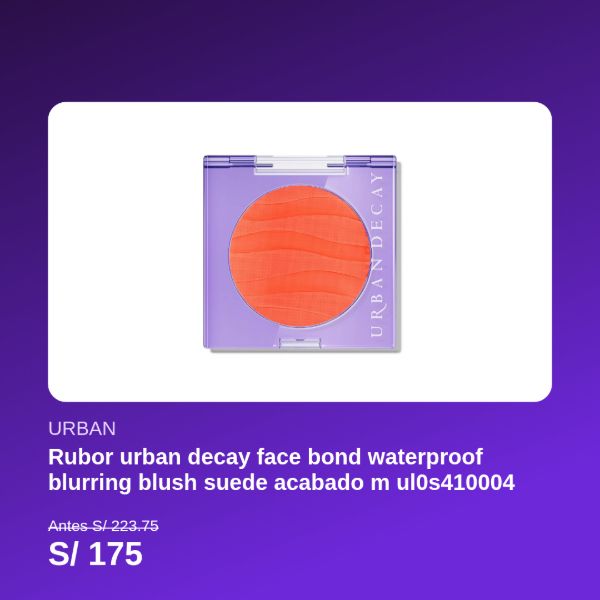 URBAN DECAY
URBAN
Rubor urban decay face bond waterproof
blurring blush suede acabado m ul0s410004
Antes S/ 223.75
S/ 175